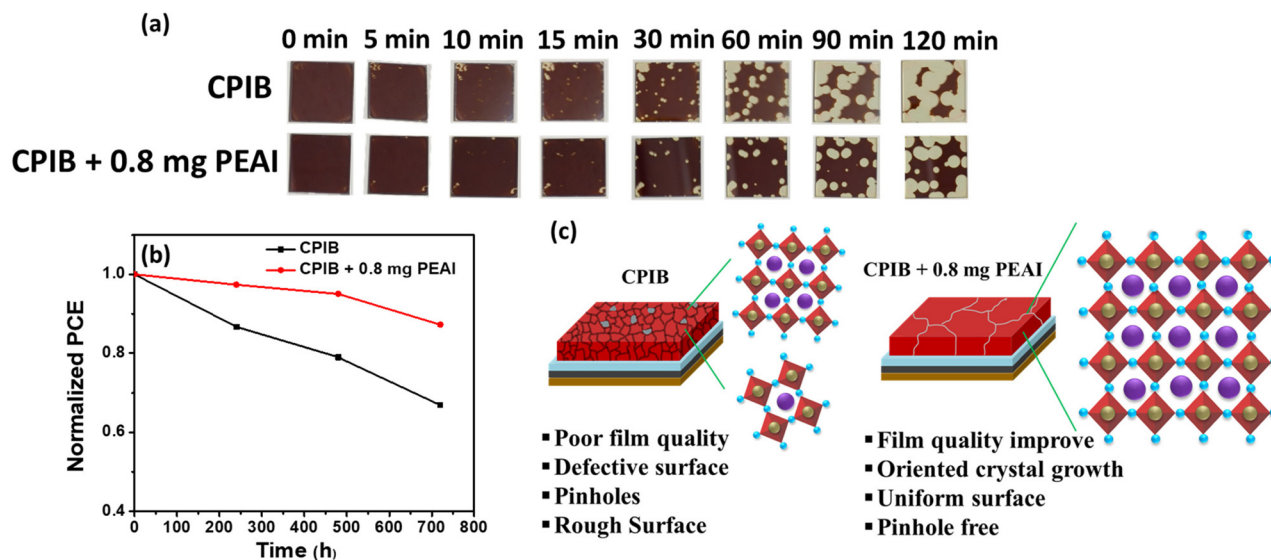 (a)
0 min 5 min 10 min 15 min 30 min 60 min 90 min 120 min
CPIB
CPIB + 0.8 mg PEAI
(b)
CPIB
CPIB + 0.8 mg PEAI
Normalized PCE
1.0
0.8
0.6
0.4
0 100 200 300 400 500 600 700 800
Time (h)
(c)
CPIB
▪ Poor film quality
▪ Defective surface
▪ Pinholes
▪ Rough Surface
CPIB + 0.8 mg PEAI
▪ Film quality improve
▪ Oriented crystal growth
▪ Uniform surface
▪ Pinhole free